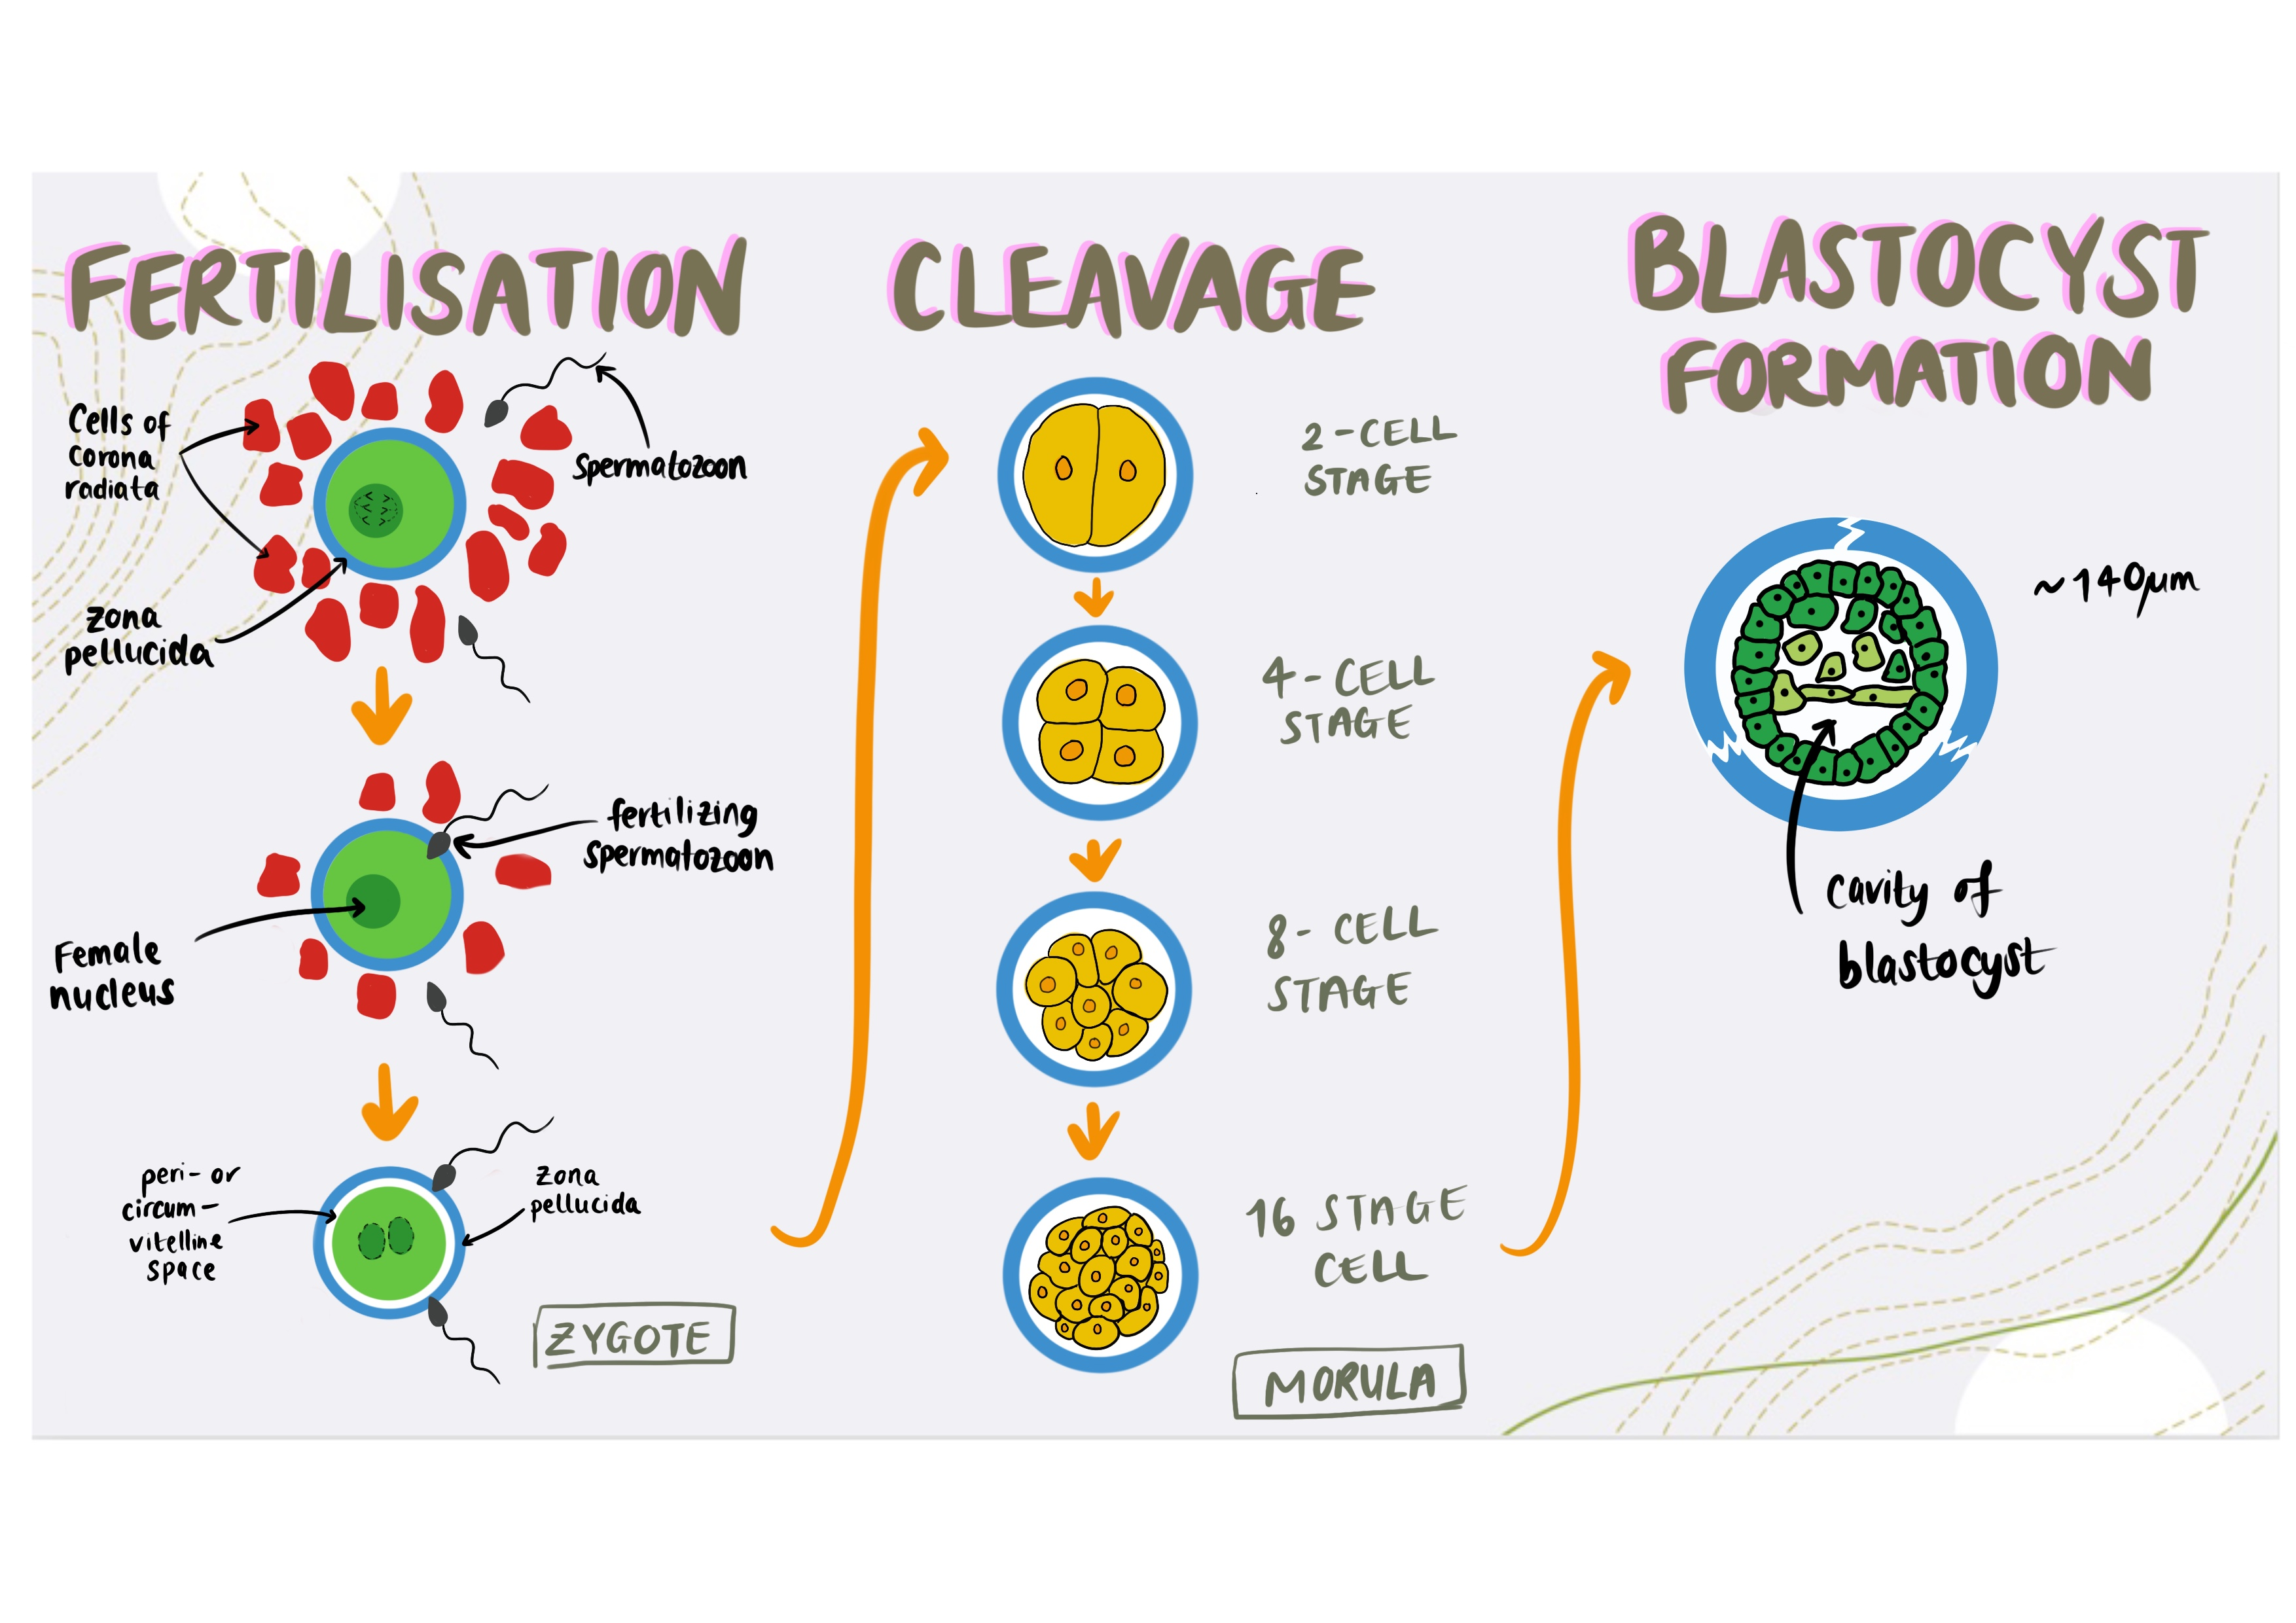 FERTILISATION
Cells of
corona
radiata
spermatozoon
Zona
pellucida
fertilizing
spermatozoon
Female
nucleus
peri- or
circum-
vitelline
space
Zona
pellucida
ZYGOTE
CLEAVAGE
2-CELL
STAGE
4-CELL
STAGE
8-CELL
STAGE
16 STAGE
CELL
MORULA
BLASTOCYST
FORMATION
~140µm
cavity of
blastocyst